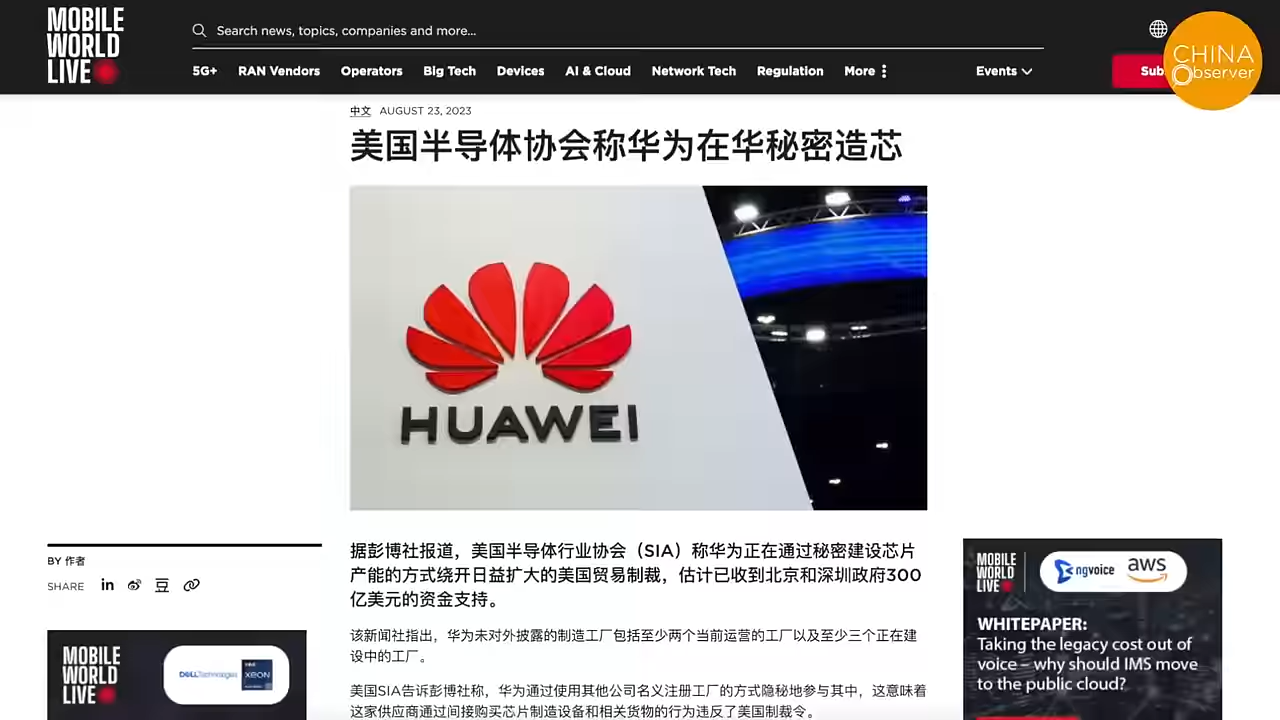 MOBILE
WORLD
LIVE
Search news, topics, companies and more...
CHINA
Observer
5G+ RAN Vendors Operators Big Tech Devices AI & Cloud Network Tech Regulation More Events Sub
中文 AUGUST 23, 2023
美国半导体协会称华为在华秘密造芯
HUAWEI
BY 作者
SHARE in 豆
据彭博社报道，美国半导体行业协会（SIA）称华为正在通过秘密建设芯片
产能的方式绕开日益扩大的美国贸易制裁，估计已收到北京和深圳政府300
亿美元的资金支持。
该新闻社指出，华为未对外披露的制造工厂包括至少两个当前运营的工厂以及至少三个正在建
设中的工厂。
美国SIA告诉彭博社称，华为通过使用其他公司名义注册工厂的方式隐秘地参与其中，这意味着
这家供应商通过间接购买芯片制造设备和相关货物的行为违反了美国制裁令。
MOBILE
WORLD
LIVE
DELLTechnologies intel XEON
MOBILE
WORLD
LIVE
ngvoice aws
WHITEPAPER:
Taking the legacy cost out of
voice – why should IMS move
to the public cloud?